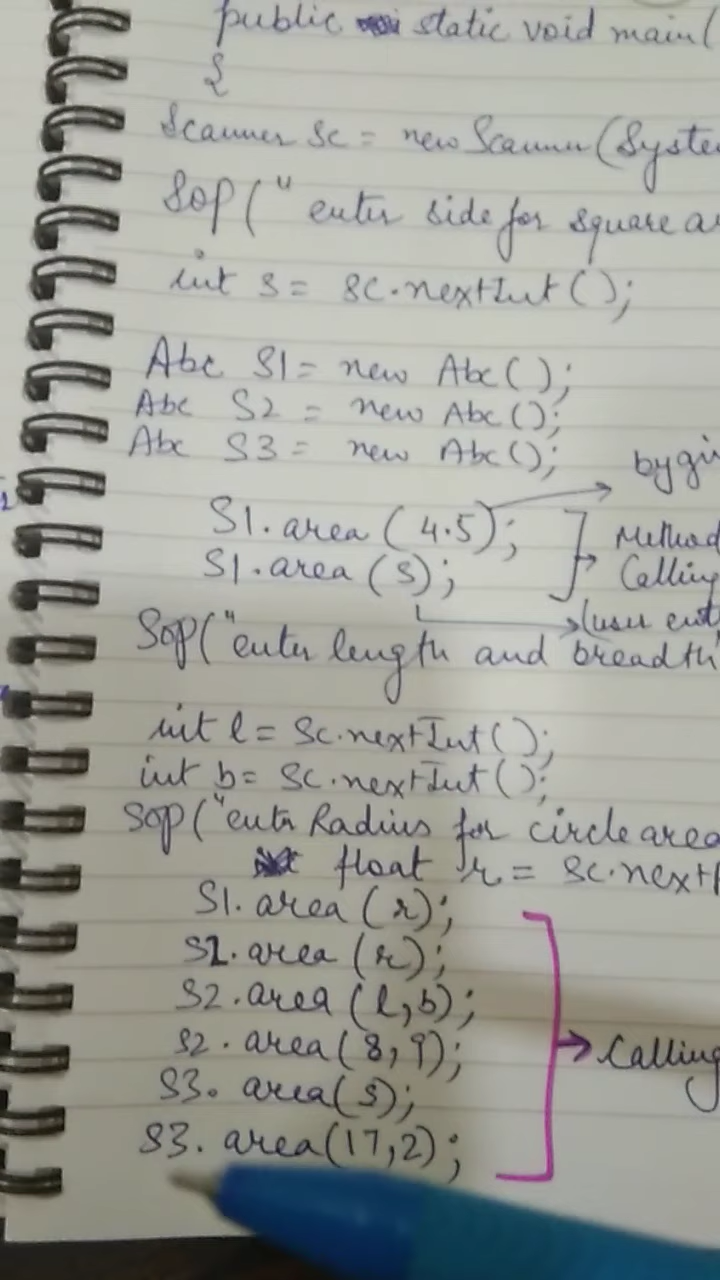 public static void main(
{
Scanner sc = new Scanner(Syste
Sop(" enter side for square a
int s = sc.nextInt();
Abc S1 = new Abc();
Abc S2 = new Abc();
Abc S3 = new Abc();
by gi
S1.area(4.5);
Method
S1.area(s);
Calling
(user ent
Sop("enter length and breadth
int l = sc.nextInt();
int b = sc.nextInt();
Sop("entr Radius for circle area
float r = sc.next
S1.area(r);
S2.area(r);
S2.area(l,b);
S2.area(8,9);
Calling
S3.area(s);
S3.area(17,2);